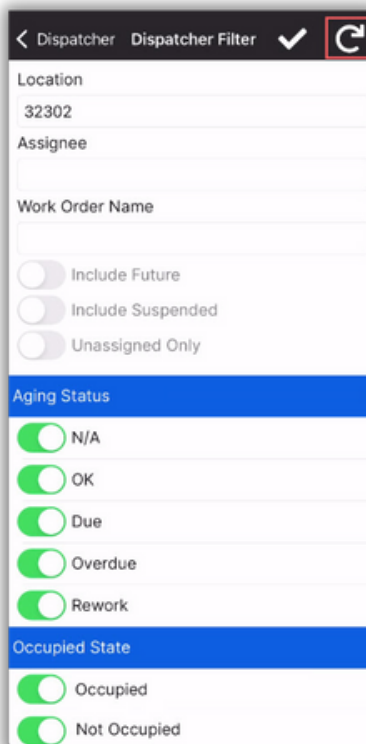 Dispatcher Dispatcher Filter
Location
32302
Assignee
Work Order Name
Include Future
Include Suspended
Unassigned Only
Aging Status
N/A
OK
Due
Overdue
Rework
Occupied State
Occupied
Not Occupied